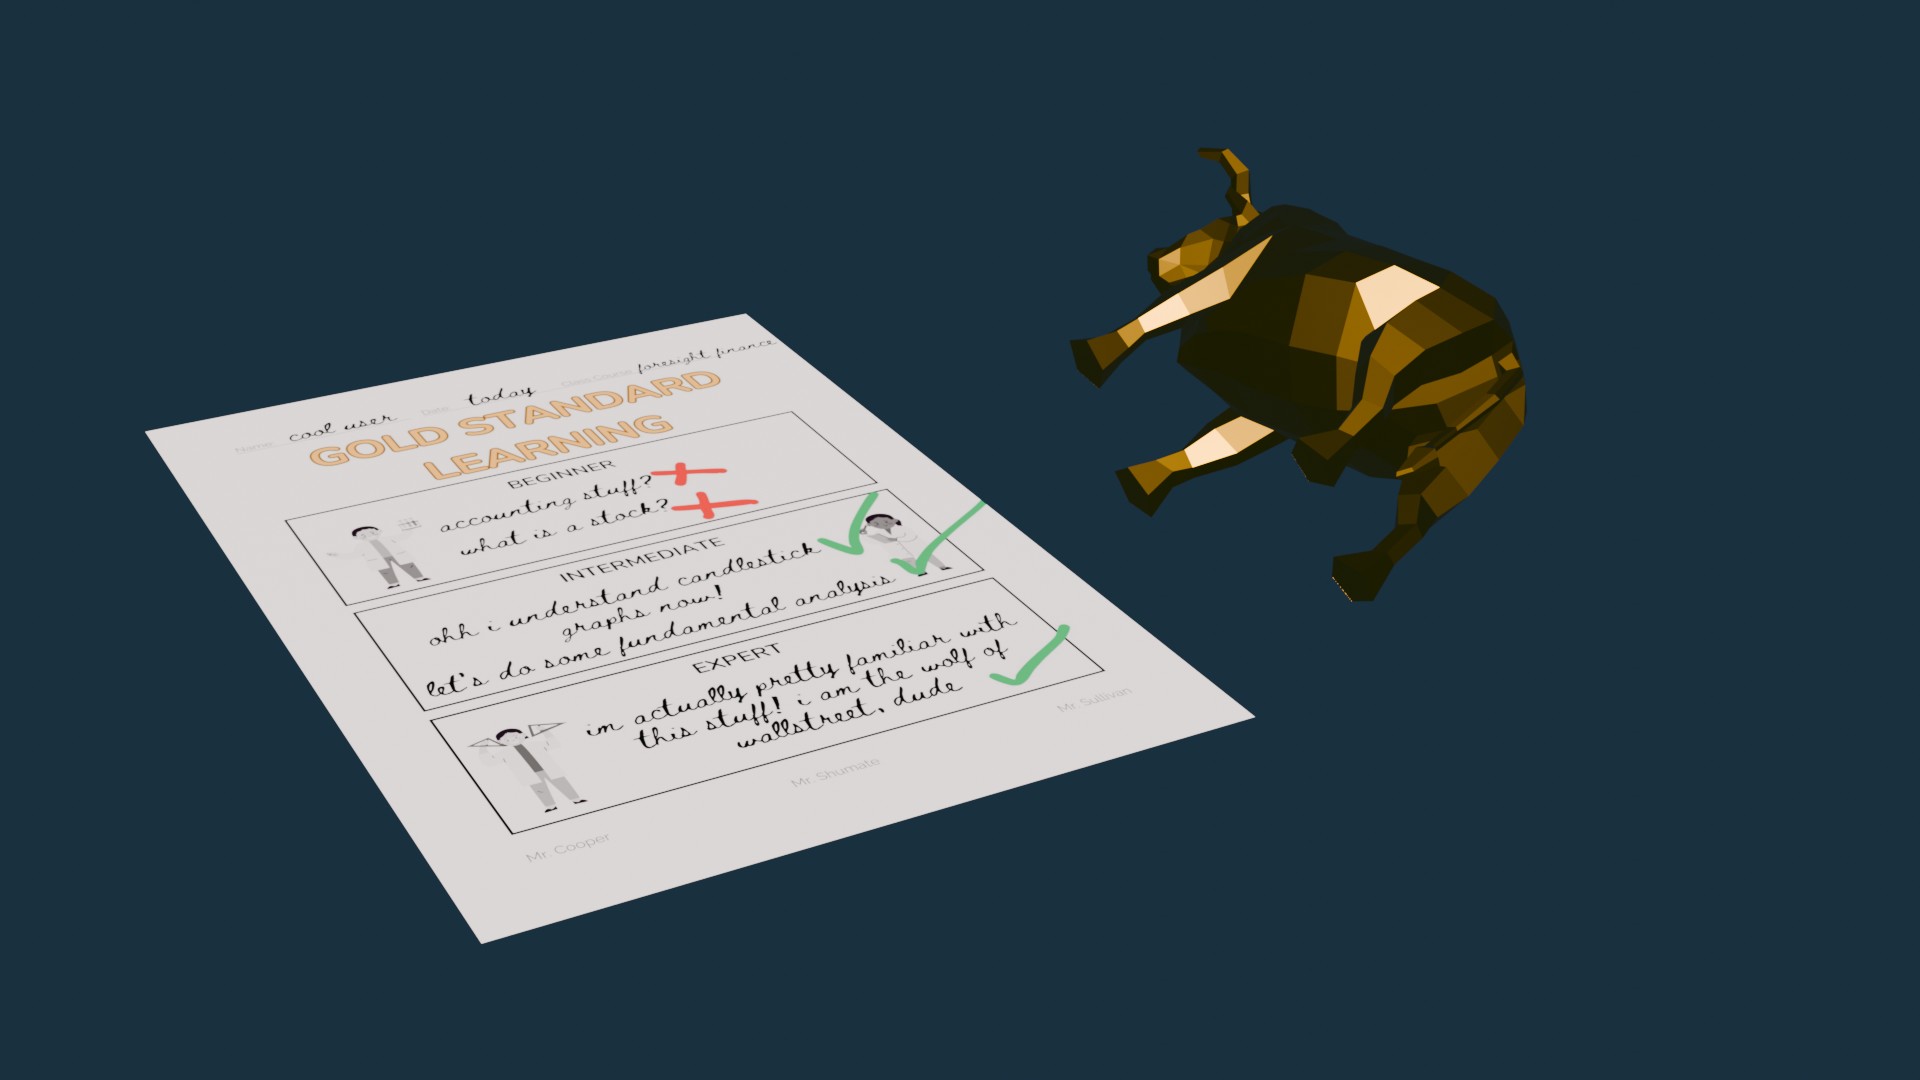 Name: cool user Date: today Class Course: foresight finance
GOLD STANDARD
LEARNING
BEGINNER
accounting stuff?
what is a stock?
INTERMEDIATE
ohh i understand candlestick
graphs now!
let's do some fundamental analysis
EXPERT
im actually pretty familiar with
this stuff! i am the wolf of
wallstreet, dude
Mr. Cooper Mr. Shumate Mr. Sullivan